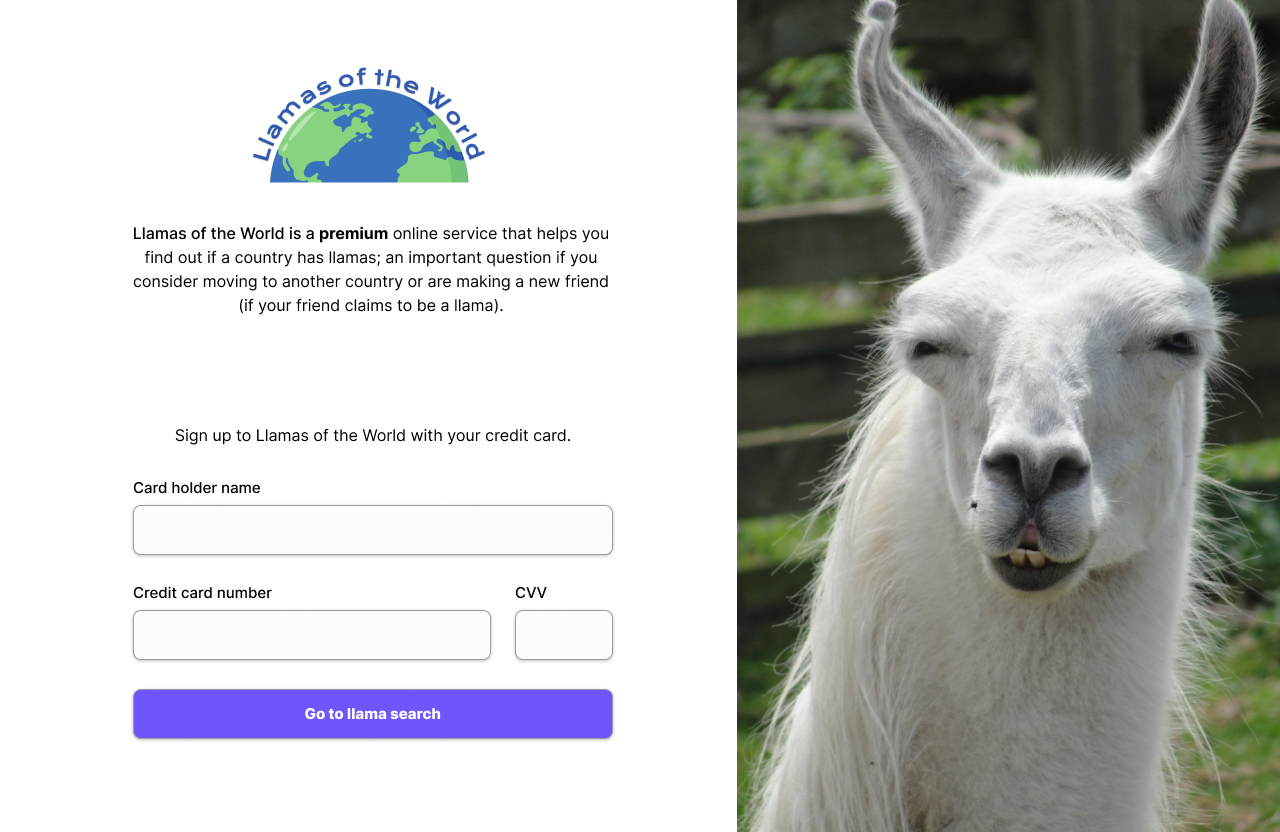 Llamas of the World
Llamas of the World is a premium online service that helps you
find out if a country has llamas; an important question if you
consider moving to another country or are making a new friend
(if your friend claims to be a llama).
Sign up to Llamas of the World with your credit card.
Card holder name
Credit card number CVV
Go to llama search